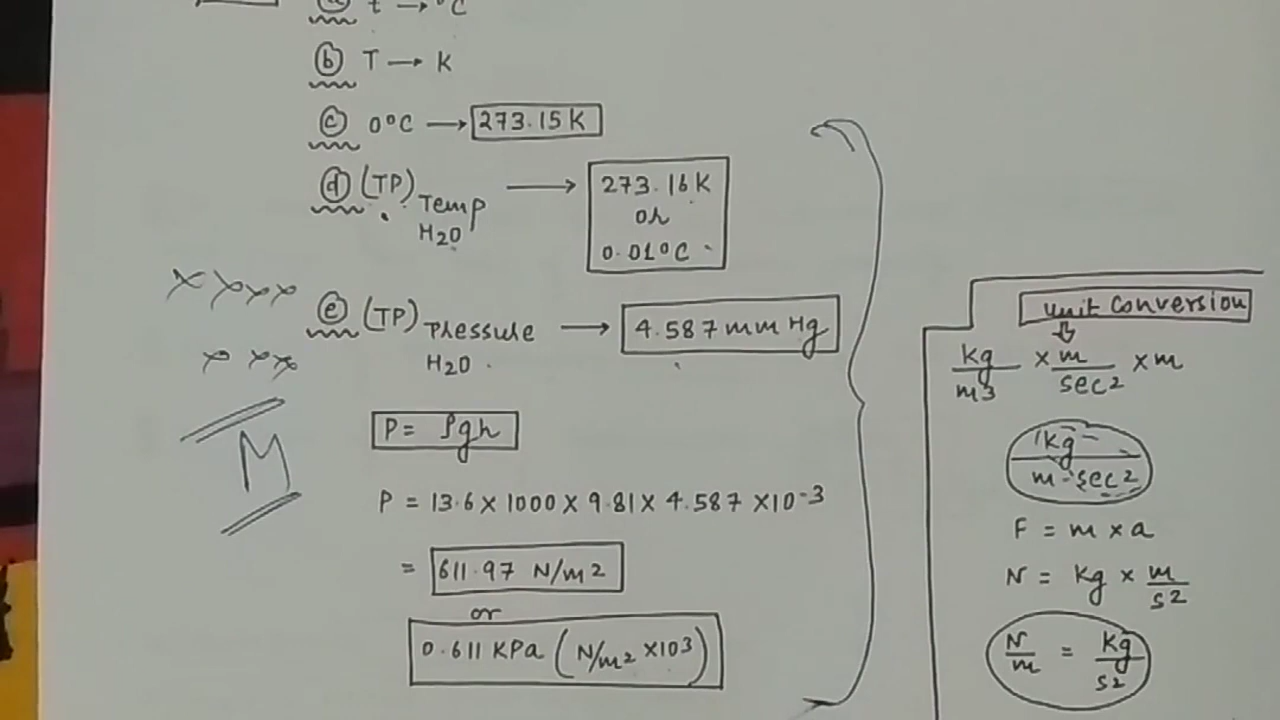 ⓐ t → °C
ⓑ T → K
ⓒ 0°C → 273.15 K
ⓓ (TP) Temp H2O → 273.16 K
or
0.01°C
ⓔ (TP) Pressure H2O → 4.587 mm Hg
M
P = ρgh
P = 13.6 × 1000 × 9.81 × 4.587 × 10-3
= 611.97 N/m2
or
0.611 KPa (N/m2 × 103)
unit conversion
kg/m3 × m/sec2 × m
1kg/m-sec2
F = m × a
N = Kg × m/s2
N/m = Kg/s2